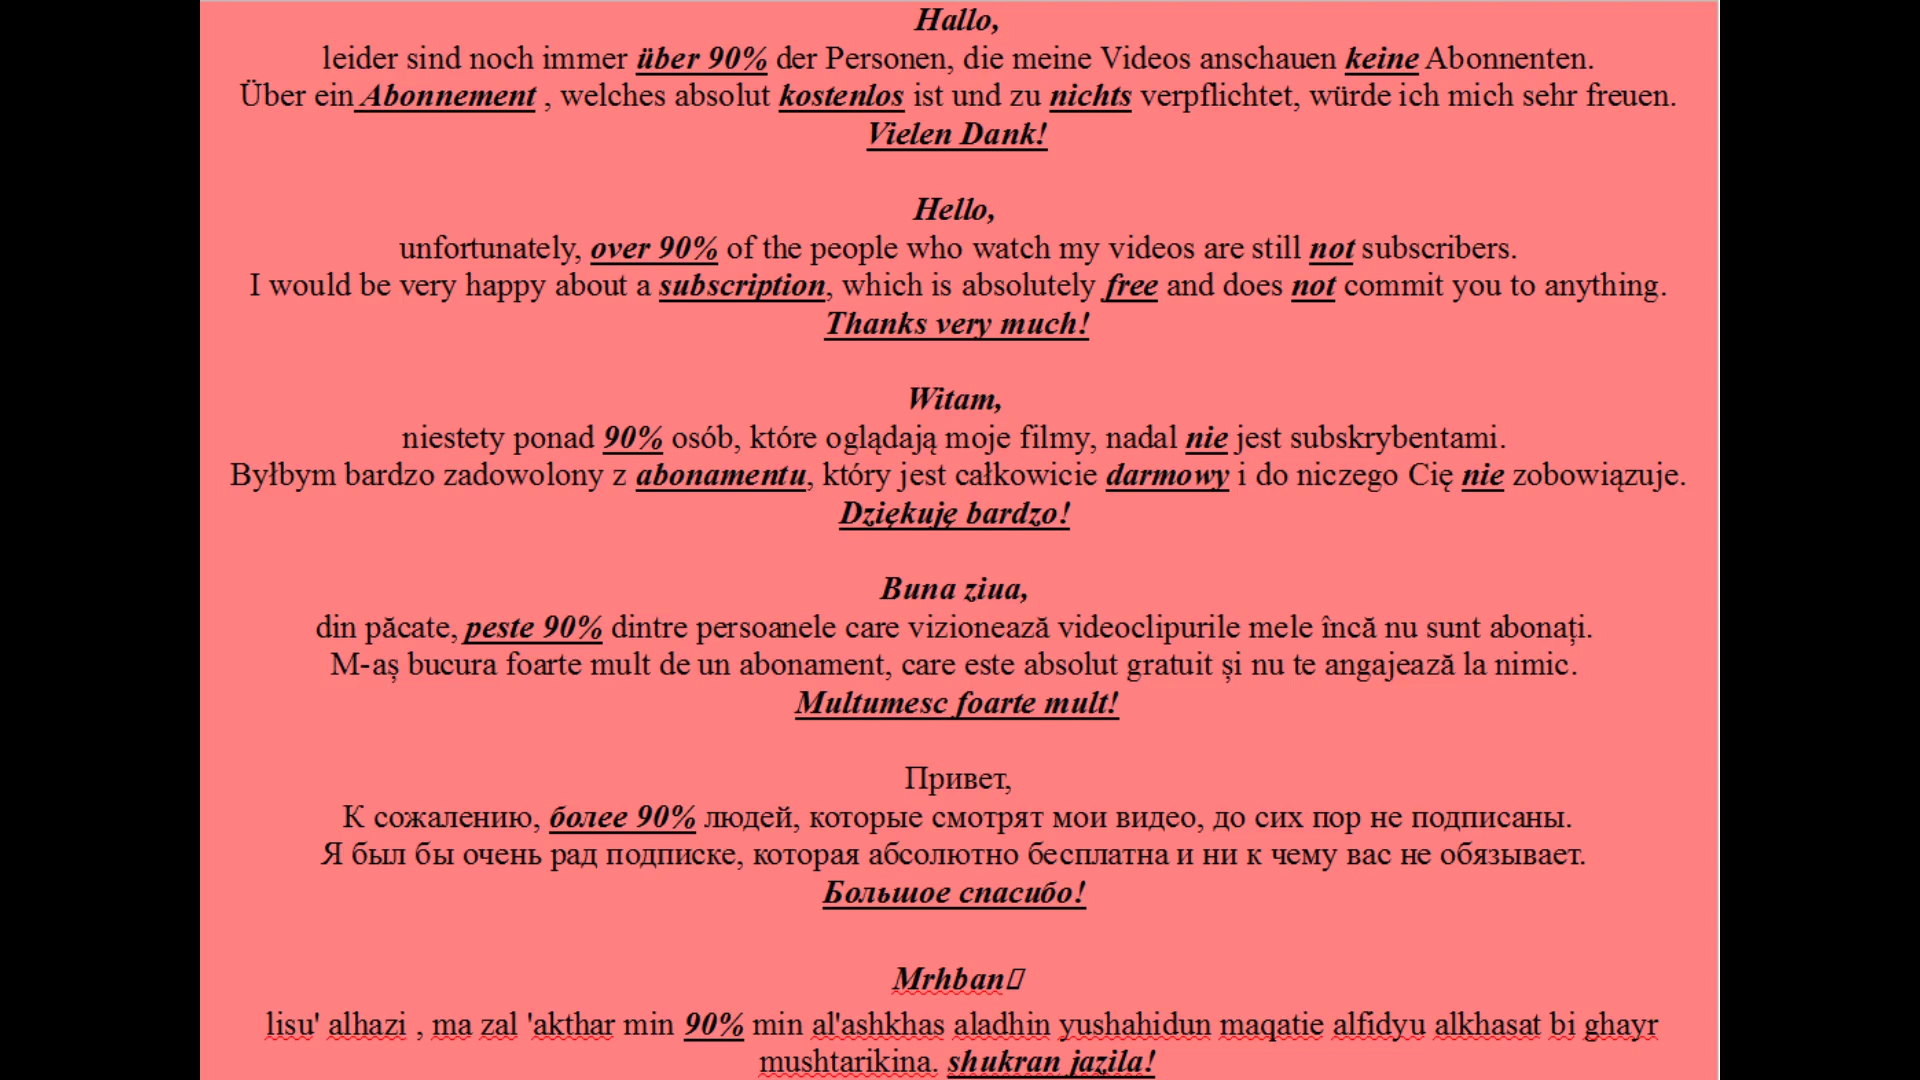 Hallo,
leider sind noch immer über 90% der Personen, die meine Videos anschauen keine Abonnenten.
Über ein Abonnement , welches absolut kostenlos ist und zu nichts verpflichtet, würde ich mich sehr freuen.
Vielen Dank!
Hello,
unfortunately, over 90% of the people who watch my videos are still not subscribers.
I would be very happy about a subscription, which is absolutely free and does not commit you to anything.
Thanks very much!
Witam,
niestety ponad 90% osób, które oglądają moje filmy, nadal nie jest subskrybentami.
Byłbym bardzo zadowolony z abonamentu, który jest całkowicie darmowy i do niczego Cię nie zobowiązuje.
Dziękuję bardzo!
Buna ziua,
din păcate, peste 90% dintre persoanele care vizionează videoclipurile mele încă nu sunt abonați.
M-aș bucura foarte mult de un abonament, care este absolut gratuit și nu te angajează la nimic.
Multumesc foarte mult!
Привет,
К сожалению, более 90% людей, которые смотрят мои видео, до сих пор не подписаны.
Я был бы очень рад подписке, которая абсолютно бесплатна и ни к чему вас не обязывает.
Большое спасибо!
Mrhban
lisu' alhazi , ma zal 'akthar min 90% min al'ashkhas aladhin yushahidun maqatie alfidyu alkhasat bi ghayr
mushtarikina. shukran jazila!